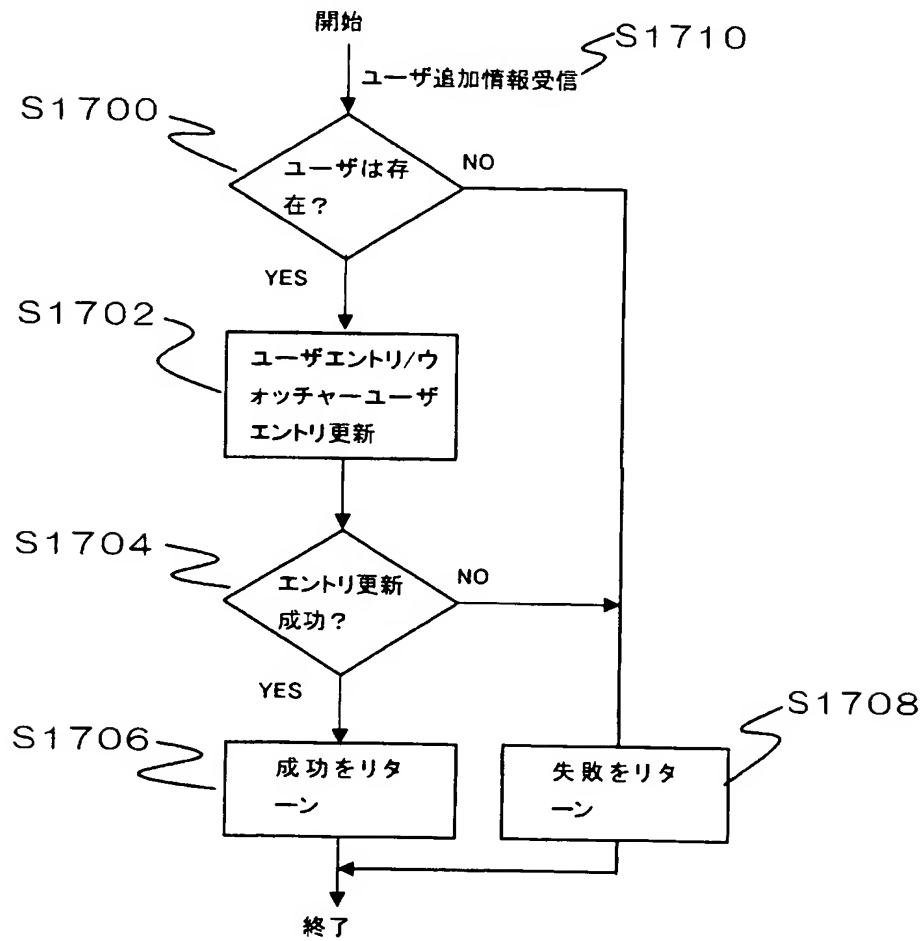 開始
S1710
ユーザ追加情報受信
S1700
ユーザは存
在？
NO
YES
S1702
ユーザエントリ/ウ
ォッチャーユーザ
エントリ更新
S1704
エントリ更新
成功？
NO
YES
S1708
S1706
成功をリタ
ーン
失敗をリタ
ーン
終了